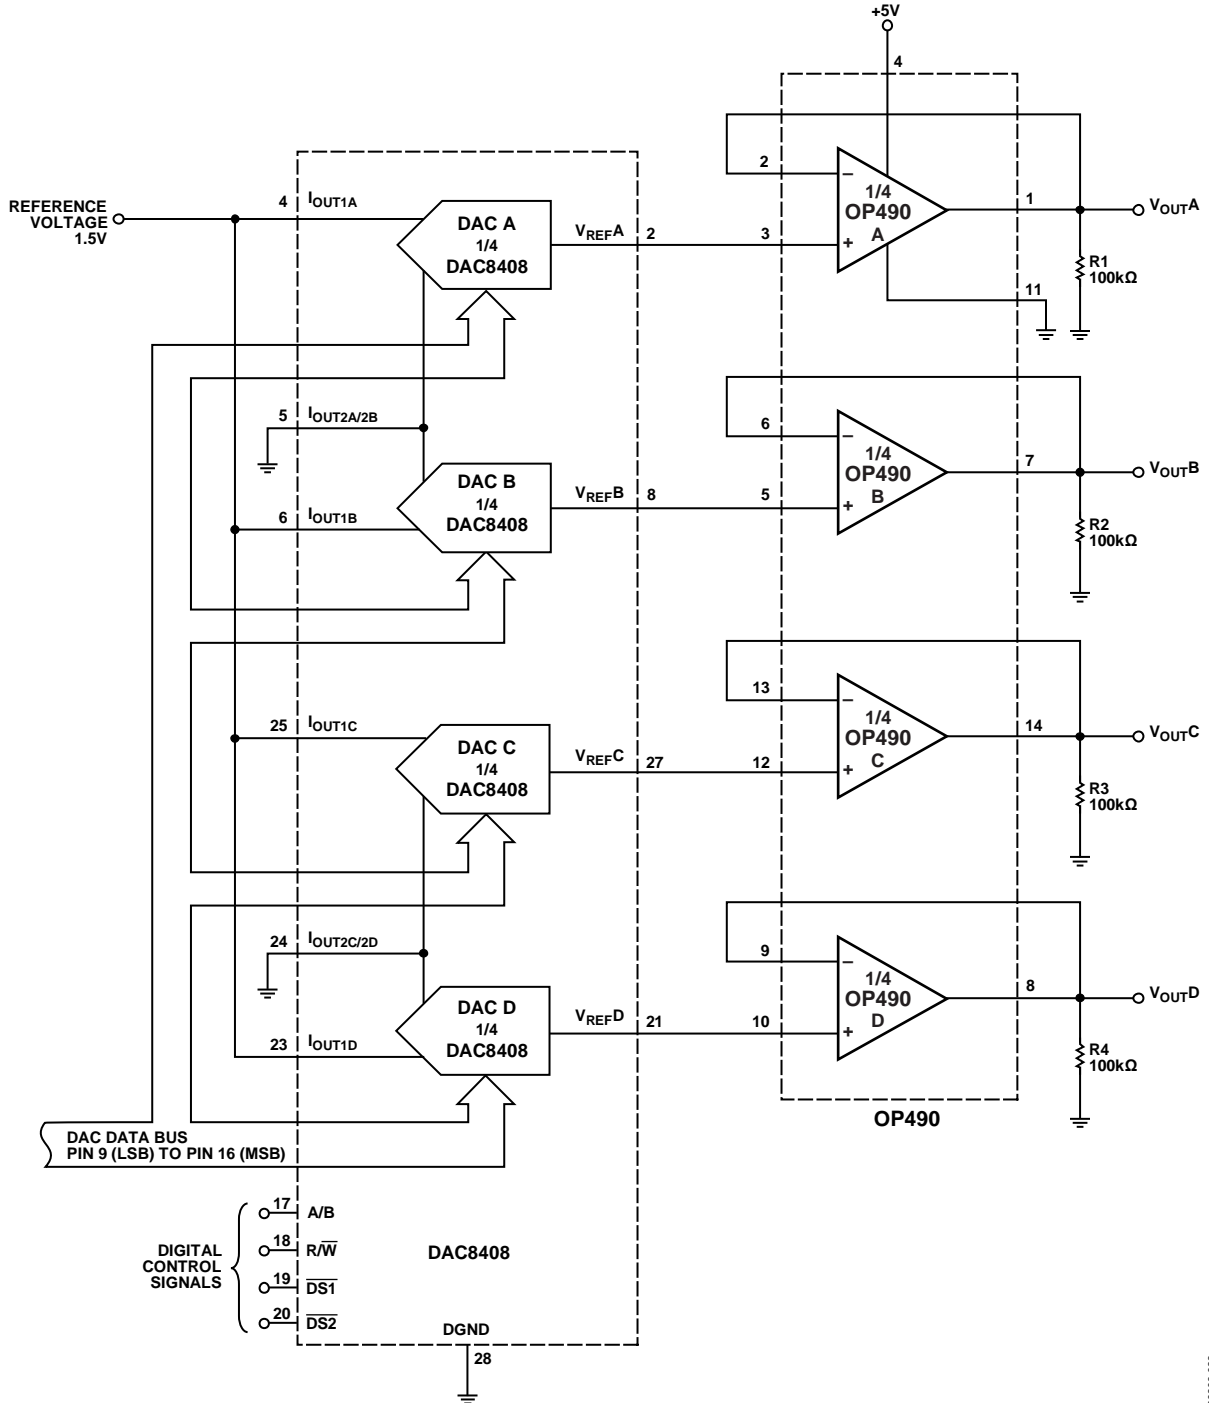 +5V
4
2
1/4
OP490
A
1
VOUTA
3
R1
100kΩ
11
REFERENCE
VOLTAGE
1.5V
4
IOUT1A
DAC A
1/4
DAC8408
VREFA
2
5
IOUT2A/2B
6
1/4
OP490
B
7
VOUTB
5
R2
100kΩ
DAC B
1/4
DAC8408
VREFB
8
6
IOUT1B
13
1/4
OP490
C
14
VOUTC
12
R3
100kΩ
25
IOUT1C
DAC C
1/4
DAC8408
VREFC
27
24
IOUT2C/2D
9
1/4
OP490
D
8
VOUTD
10
R4
100kΩ
DAC D
1/4
DAC8408
VREFD
21
23
IOUT1D
OP490
DAC DATA BUS
PIN 9 (LSB) TO PIN 16 (MSB)
DIGITAL
CONTROL
SIGNALS
17
A/B
18
R/W̅
19
D̅S̅1̅
20
D̅S̅2̅
DAC8408
DGND
28